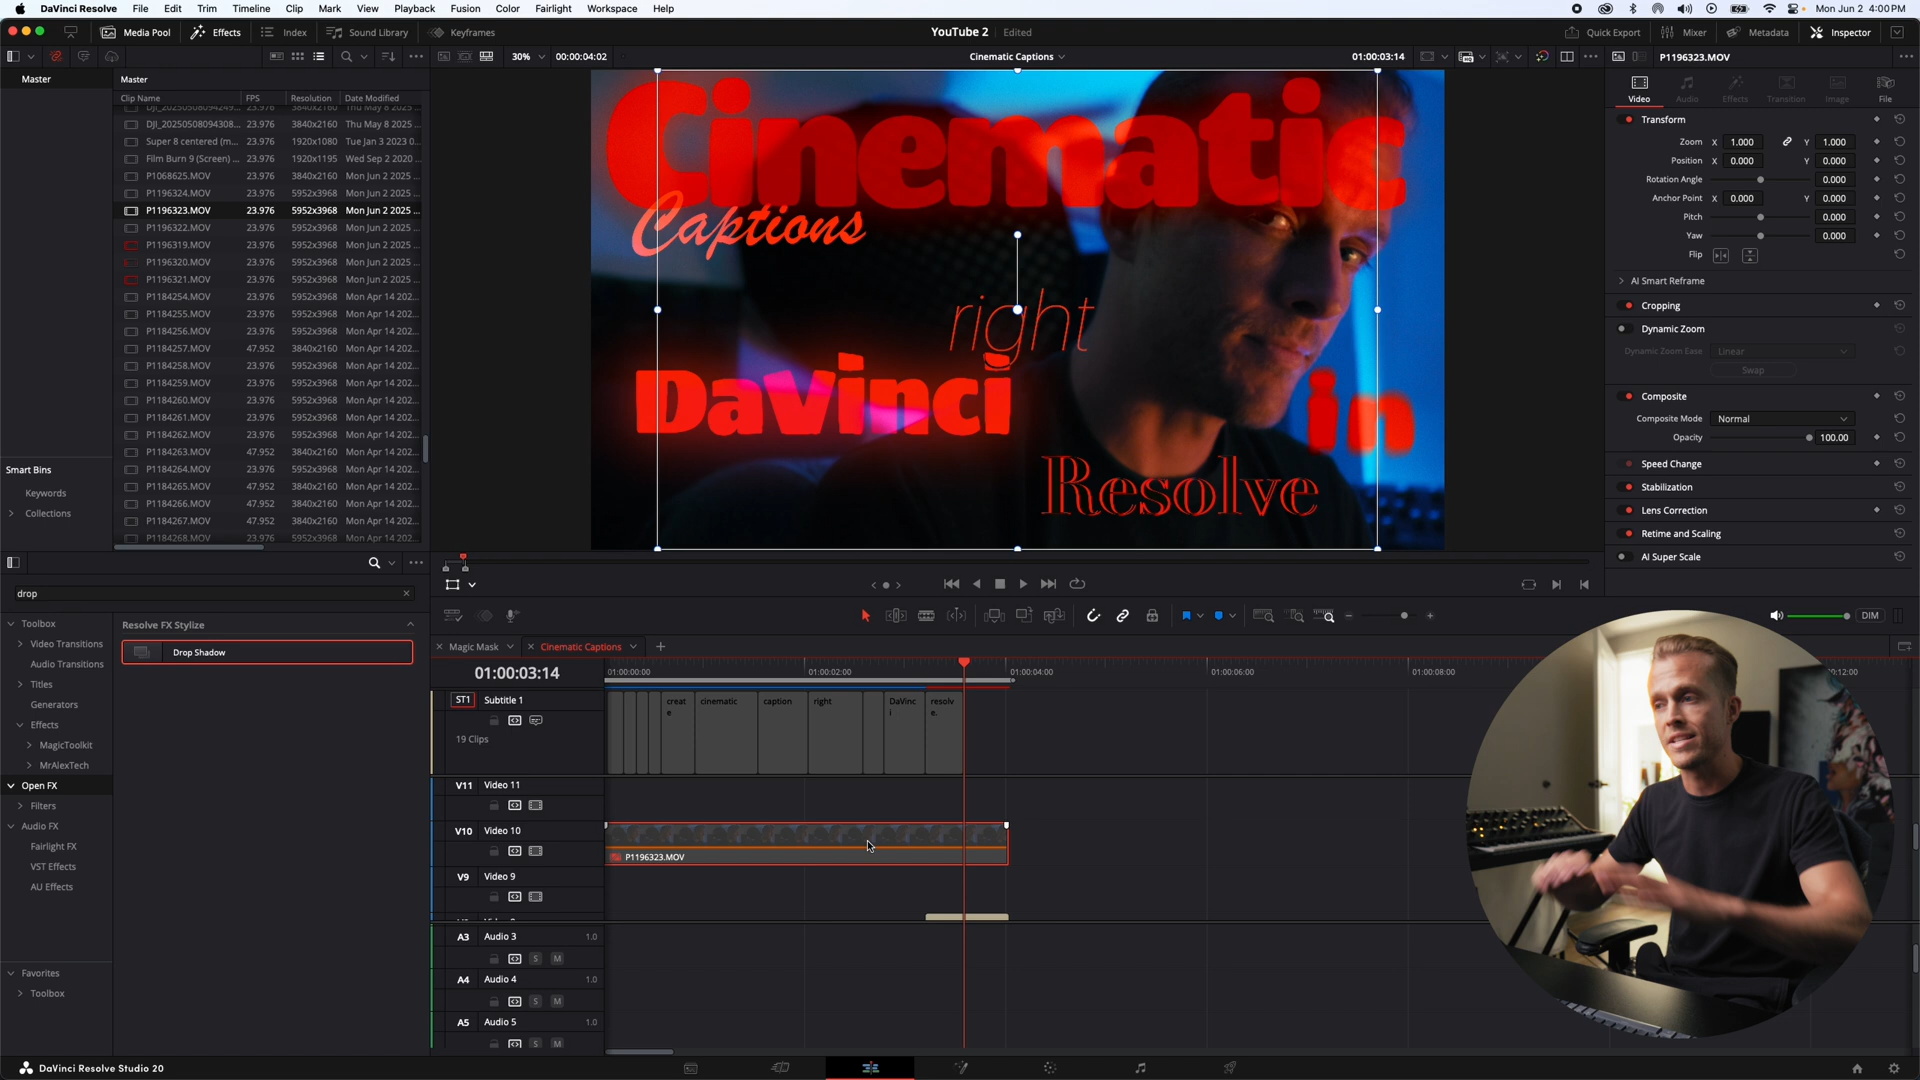 DaVinci Resolve File Edit Trim Timeline Clip Mark View Playback Fusion Color Fairlight Workspace Help Mon Jun 2 4:00 PM
Media Pool Effects Index Sound Library Keyframes YouTube 2 Edited Quick Export Mixer Metadata Inspector
30% 00:00:04:02 Cinematic Captions 01:00:03:14 P1196323.MOV
Master Master
Clip Name FPS Resolution Date Modified
DJI_20250508094249... 23.976 3840x2160 Thu May 8 2025 ...
DJI_20250508094308... 23.976 3840x2160 Thu May 8 2025 ...
Super 8 centered (m... 23.976 1920x1080 Tue Jan 3 2023 0...
Film Burn 9 (Screen) ... 23.976 1920x1195 Wed Sep 2 2020 ...
P1068625.MOV 23.976 3840x2160 Mon Jun 2 2025 ...
P1196324.MOV 23.976 5952x3968 Mon Jun 2 2025 ...
P1196323.MOV 23.976 5952x3968 Mon Jun 2 2025 ...
P1196322.MOV 23.976 5952x3968 Mon Jun 2 2025 ...
P1196319.MOV 23.976 5952x3968 Mon Jun 2 2025 ...
P1196320.MOV 23.976 5952x3968 Mon Jun 2 2025 ...
P1196321.MOV 23.976 5952x3968 Mon Jun 2 2025 ...
P1184254.MOV 23.976 5952x3968 Mon Apr 14 202...
P1184255.MOV 23.976 5952x3968 Mon Apr 14 202...
P1184256.MOV 23.976 5952x3968 Mon Apr 14 202...
P1184257.MOV 47.952 3840x2160 Mon Apr 14 202...
P1184258.MOV 23.976 5952x3968 Mon Apr 14 202...
P1184259.MOV 23.976 5952x3968 Mon Apr 14 202...
P1184260.MOV 23.976 5952x3968 Mon Apr 14 202...
P1184261.MOV 23.976 5952x3968 Mon Apr 14 202...
P1184262.MOV 23.976 5952x3968 Mon Apr 14 202...
P1184263.MOV 47.952 3840x2160 Mon Apr 14 202...
P1184264.MOV 23.976 5952x3968 Mon Apr 14 202...
P1184265.MOV 47.952 3840x2160 Mon Apr 14 202...
P1184266.MOV 23.976 5952x3968 Mon Apr 14 202...
P1184267.MOV 47.952 3840x2160 Mon Apr 14 202...
P1184268.MOV 23.976 5952x3968 Mon Apr 14 202...
Smart Bins
Keywords
Collections
Cinematic
Captions
right
DaVinci in
Resolve
Video Audio Effects Transition Image File
Transform
Zoom X 1.000 Y 1.000
Position X 0.000 Y 0.000
Rotation Angle 0.000
Anchor Point X 0.000 Y 0.000
Pitch 0.000
Yaw 0.000
Flip
AI Smart Reframe
Cropping
Dynamic Zoom
Dynamic Zoom Ease Linear
Swap
Composite
Composite Mode Normal
Opacity 100.00
Speed Change
Stabilization
Lens Correction
Retime and Scaling
AI Super Scale
drop
Toolbox
Video Transitions
Audio Transitions
Titles
Generators
Effects
MagicToolkit
MrAlexTech
Open FX
Filters
Audio FX
Fairlight FX
VST Effects
AU Effects
Favorites
Toolbox
Resolve FX Stylize
Drop Shadow
DIM
Magic Mask Cinematic Captions
01:00:03:14 01:00:00:00 01:00:02:00 01:00:04:00 01:00:06:00 01:00:08:00
ST1 Subtitle 1
19 Clips
creat
e
cinematic
caption
right
DaVinc
i
resolv
e.
V11 Video 11
V10 Video 10
P1196323.MOV
V9 Video 9
A3 Audio 3 1.0
S M
A4 Audio 4 1.0
S M
A5 Audio 5 1.0
S M
DaVinci Resolve Studio 20